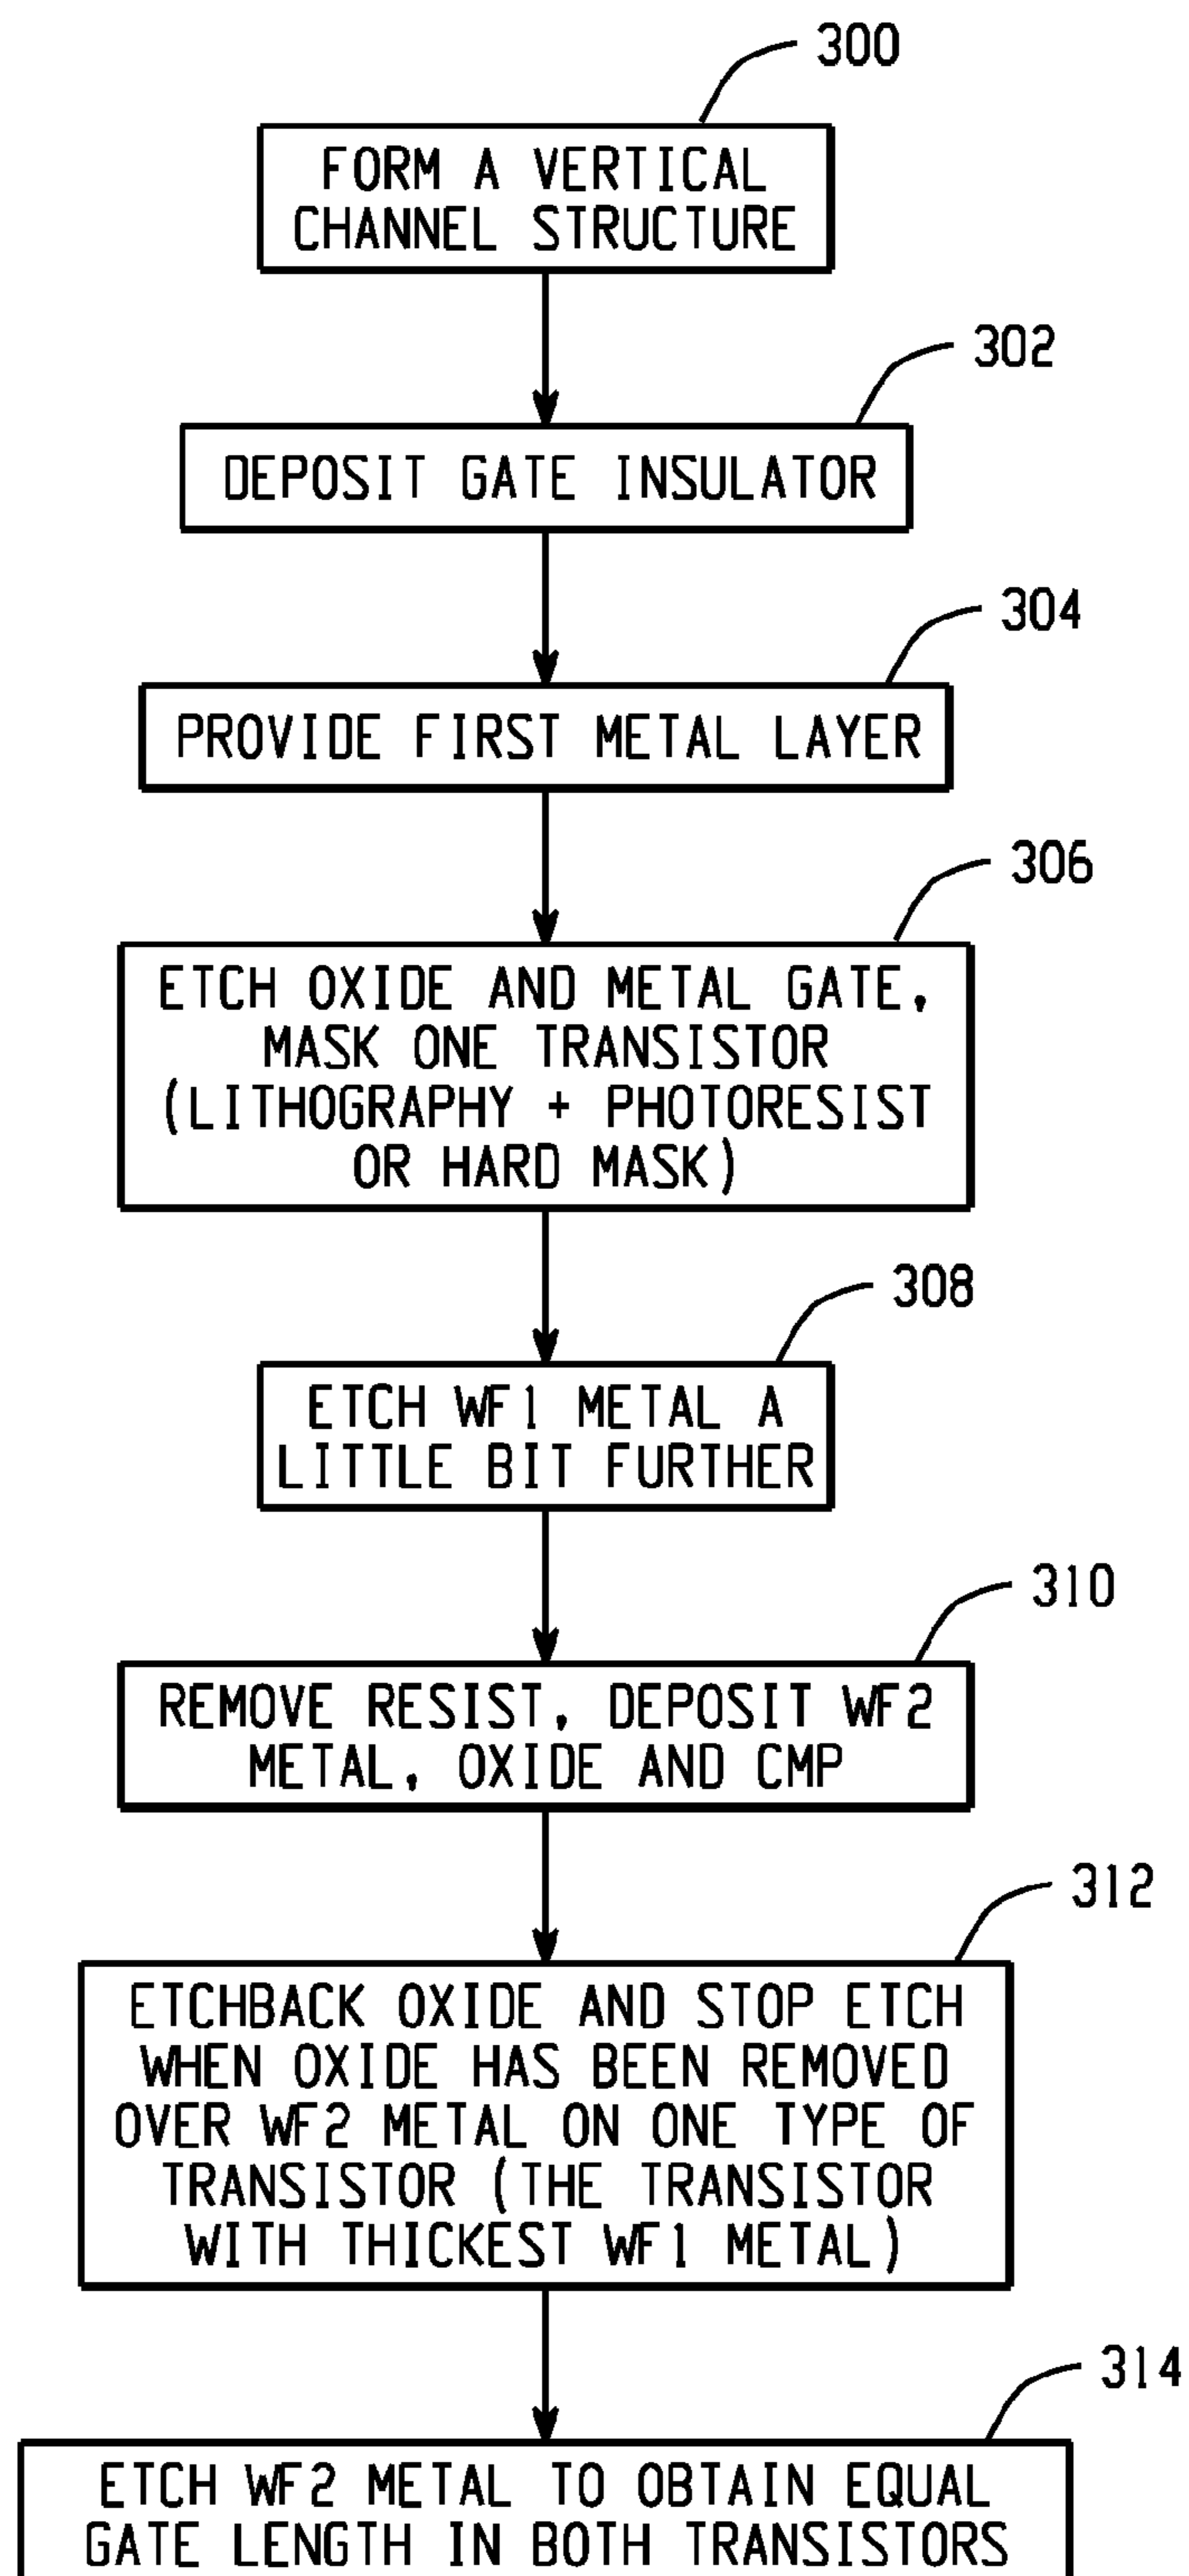 300
FORM A VERTICAL
CHANNEL STRUCTURE
302
DEPOSIT GATE INSULATOR
304
PROVIDE FIRST METAL LAYER
306
ETCH OXIDE AND METAL GATE,
MASK ONE TRANSISTOR
(LITHOGRAPHY + PHOTORESIST
OR HARD MASK)
308
ETCH WF1 METAL A
LITTLE BIT FURTHER
310
REMOVE RESIST, DEPOSIT WF2
METAL, OXIDE AND CMP
312
ETCHBACK OXIDE AND STOP ETCH
WHEN OXIDE HAS BEEN REMOVED
OVER WF2 METAL ON ONE TYPE OF
TRANSISTOR (THE TRANSISTOR
WITH THICKEST WF1 METAL)
314
ETCH WF2 METAL TO OBTAIN EQUAL
GATE LENGTH IN BOTH TRANSISTORS